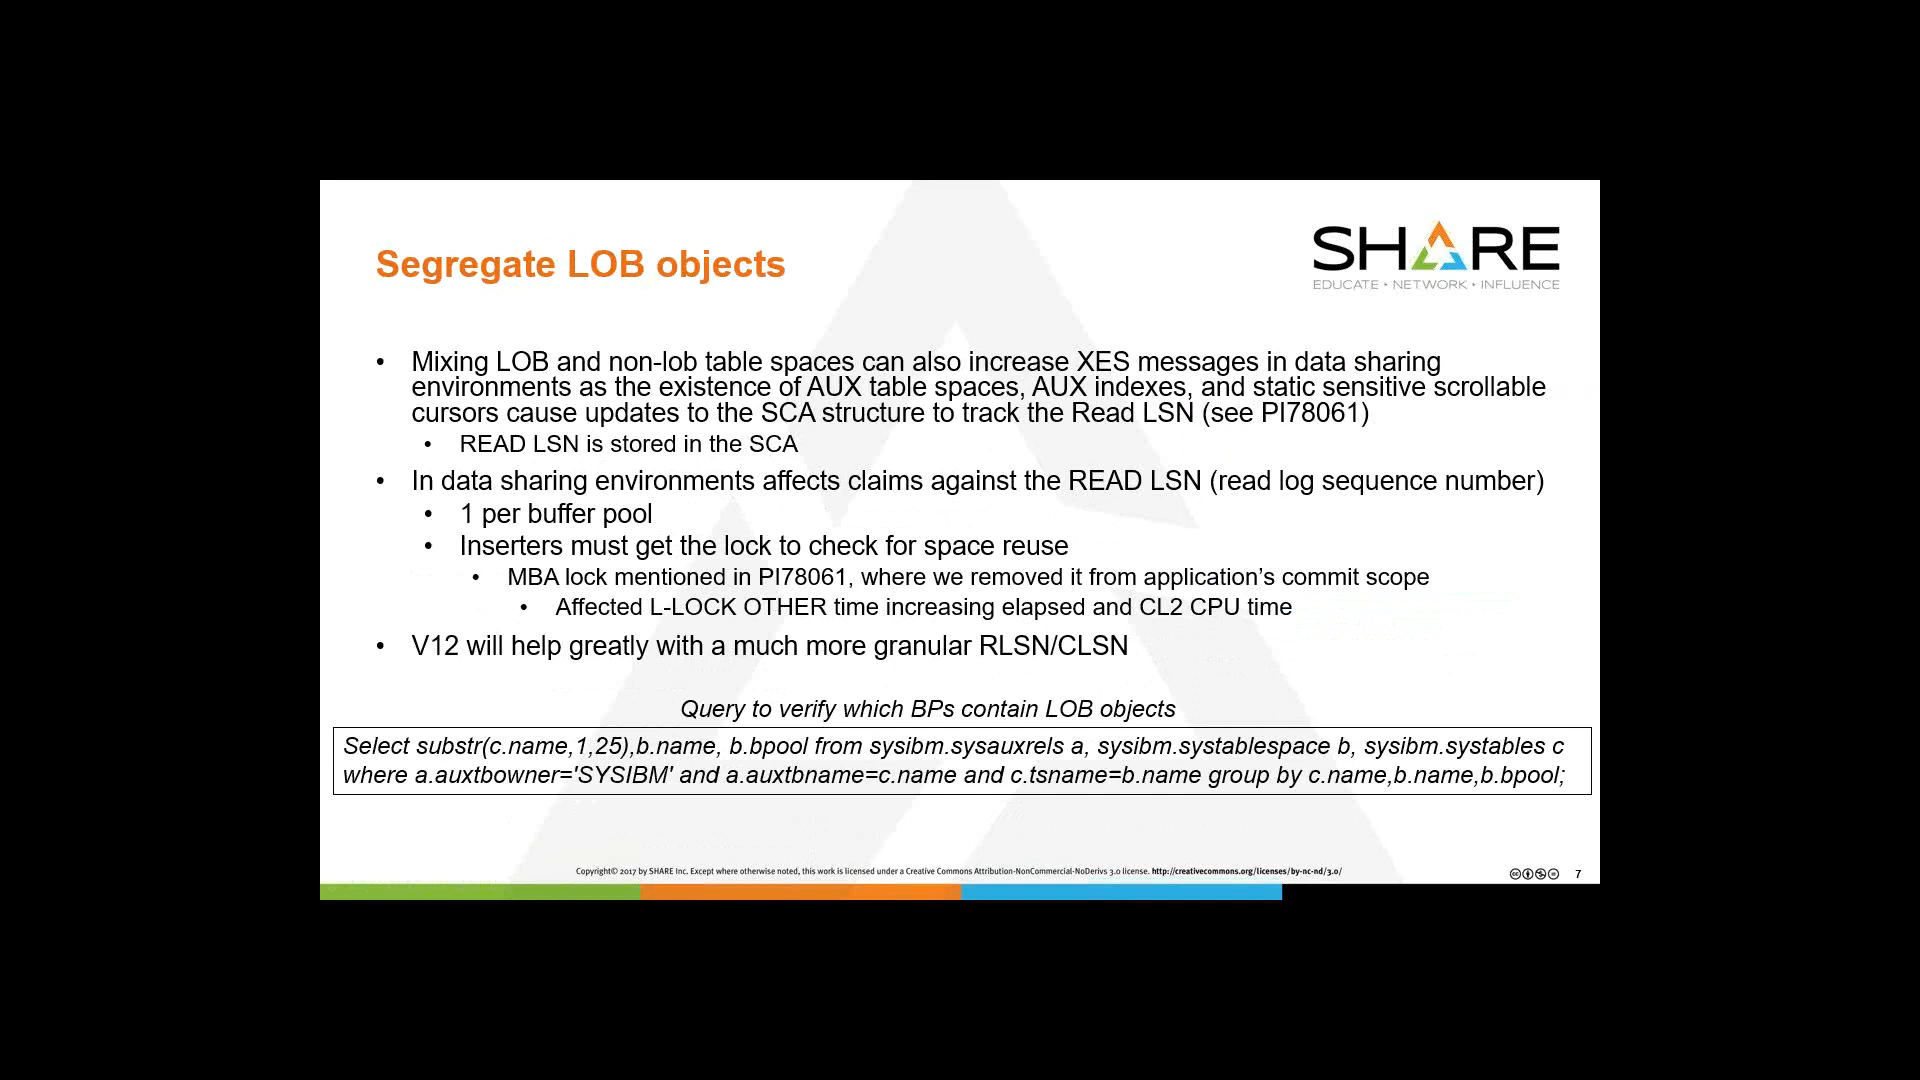 Segregate LOB objects
SHARE
EDUCATE • NETWORK • INFLUENCE
• Mixing LOB and non-lob table spaces can also increase XES messages in data sharing
environments as the existence of AUX table spaces, AUX indexes, and static sensitive scrollable
cursors cause updates to the SCA structure to track the Read LSN (see PI78061)
• READ LSN is stored in the SCA
• In data sharing environments affects claims against the READ LSN (read log sequence number)
• 1 per buffer pool
• Inserters must get the lock to check for space reuse
• MBA lock mentioned in PI78061, where we removed it from application's commit scope
• Affected L-LOCK OTHER time increasing elapsed and CL2 CPU time
• V12 will help greatly with a much more granular RLSN/CLSN
Query to verify which BPs contain LOB objects
Select substr(c.name,1,25),b.name, b.bpool from sysibm.sysauxrels a, sysibm.systablespace b, sysibm.systables c
where a.auxtbowner='SYSIBM' and a.auxtbname=c.name and c.tsname=b.name group by c.name,b.name,b.bpool;
Copyright© 2017 by SHARE Inc. Except where otherwise noted, this work is licensed under a Creative Commons Attribution-NonCommercial-NoDerivs 3.0 license. http://creativecommons.org/licenses/by-nc-nd/3.0/
7